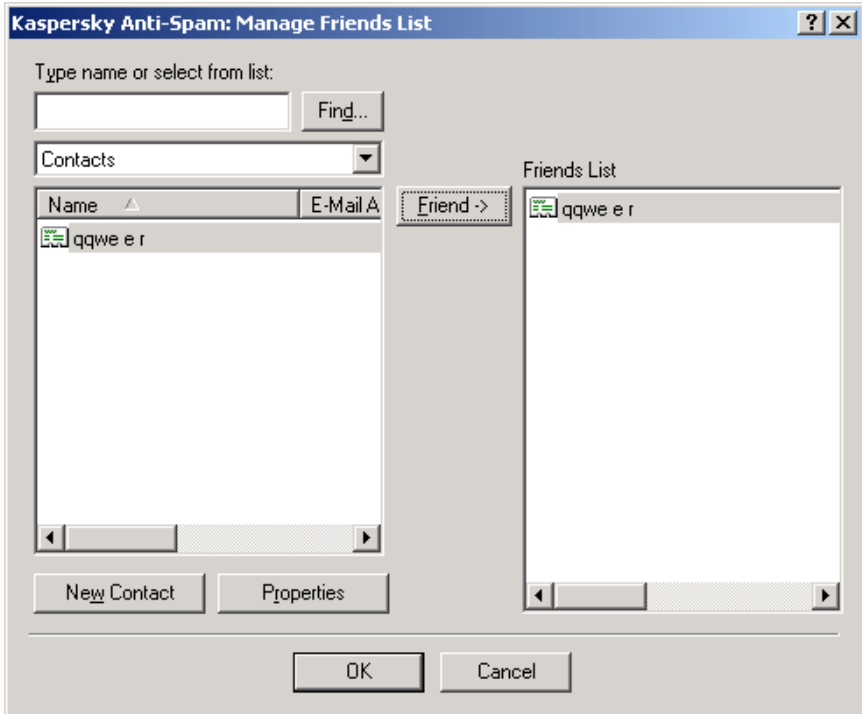 Kaspersky Anti-Spam: Manage Friends List
Type name or select from list:
Find...
Contacts
Friends List
Name E-Mail A
Friend ->
qqwe e r
qqwe e r
New Contact Properties
OK Cancel